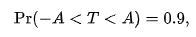 Pr(−A < T < A) = 0.9,